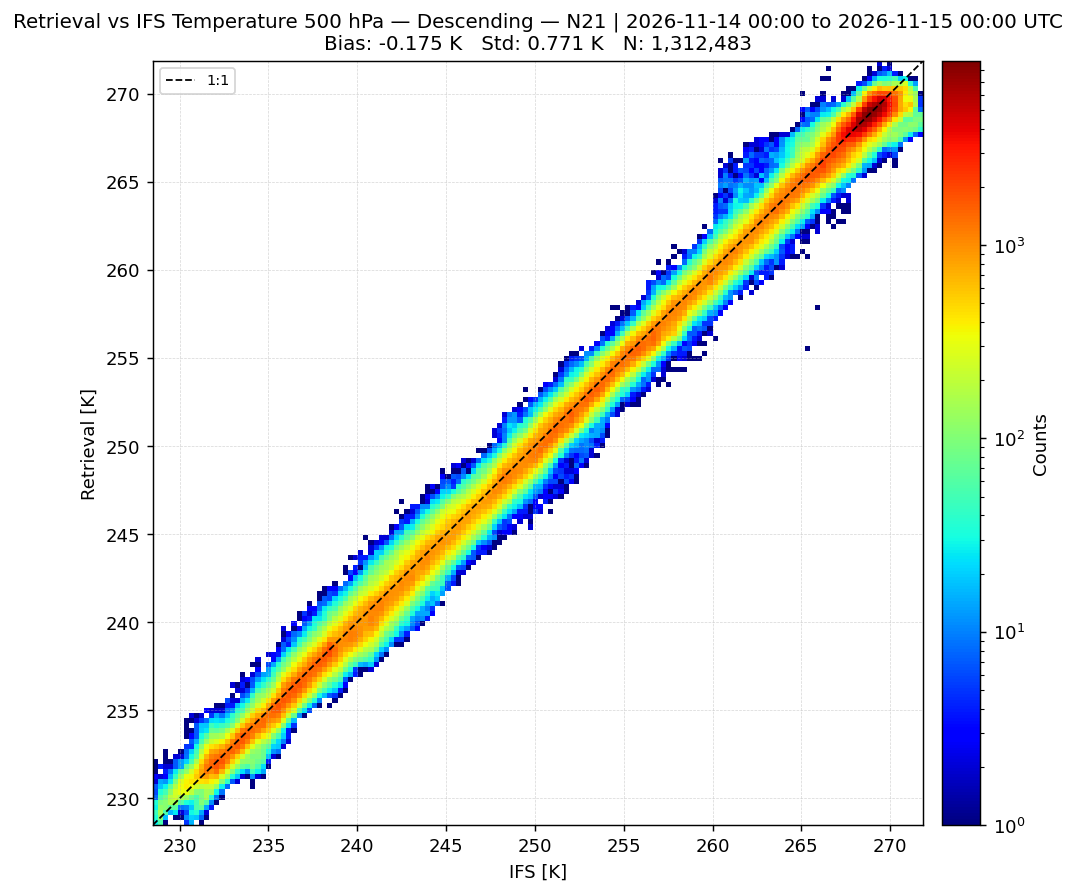 Retrieval vs IFS Temperature 500 hPa — Descending — N21 | 2026-11-14 00:00 to 2026-11-15 00:00 UTC
Bias: -0.175 K   Std: 0.771 K   N: 1,312,483
1:1
270
265
260
255
250
245
240
235
230
Retrieval [K]
230 235 240 245 250 255 260 265 270
IFS [K]
10³
10²
10¹
10⁰
Counts